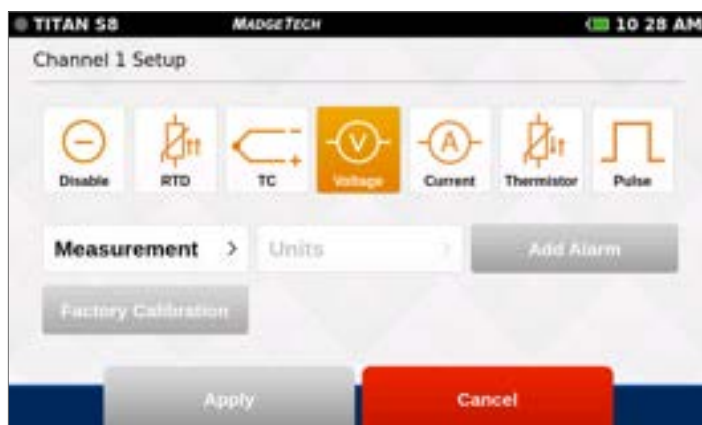 TITAN S8 MADGETECH 10 28 AM
Channel 1 Setup
Disable RTD TC Voltage Current Thermistor Pulse
Measurement > Units > Add Alarm
Factory Calibration
Apply Cancel